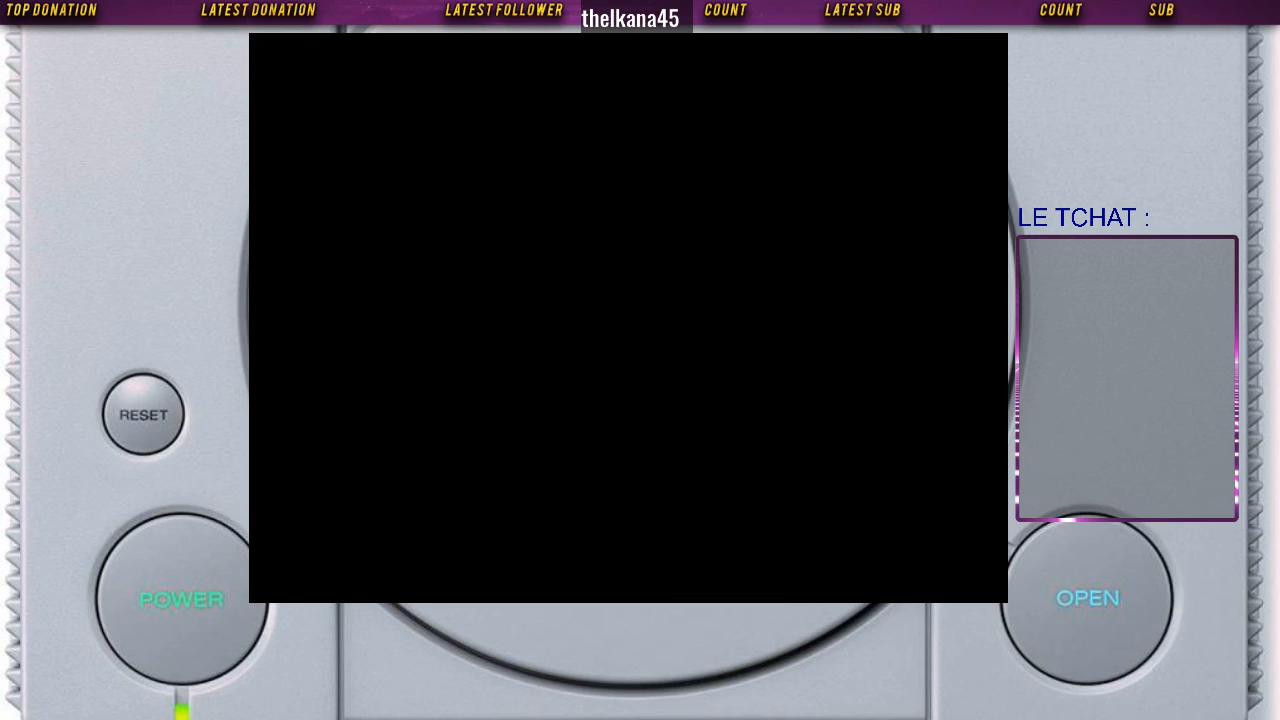 TOP DONATION LATEST DONATION LATEST FOLLOWER thelkana45 COUNT LATEST SUB COUNT SUB
LE TCHAT :
RESET
POWER
OPEN